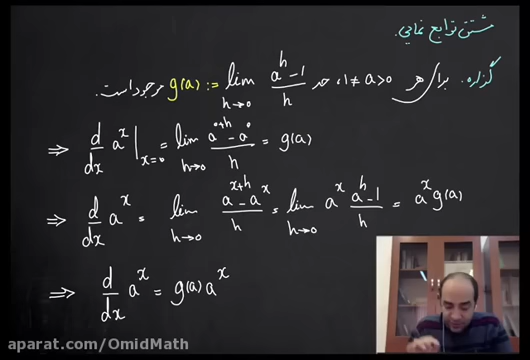 مشتق توابع نمایی.
گزاره. برای هر 1 ≠ a > 0، حد g(a) := lim_{h→0} (a^h − 1)/h موجود است.
⇒ d/dx a^x |_{x=0} = lim_{h→0} (a^{0+h} − a^0)/h = g(a)
⇒ d/dx a^x = lim_{h→0} (a^{x+h} − a^x)/h = lim_{h→0} a^x (a^h − 1)/h = a^x g(a)
⇒ d/dx a^x = g(a) a^x
aparat.com/OmidMath